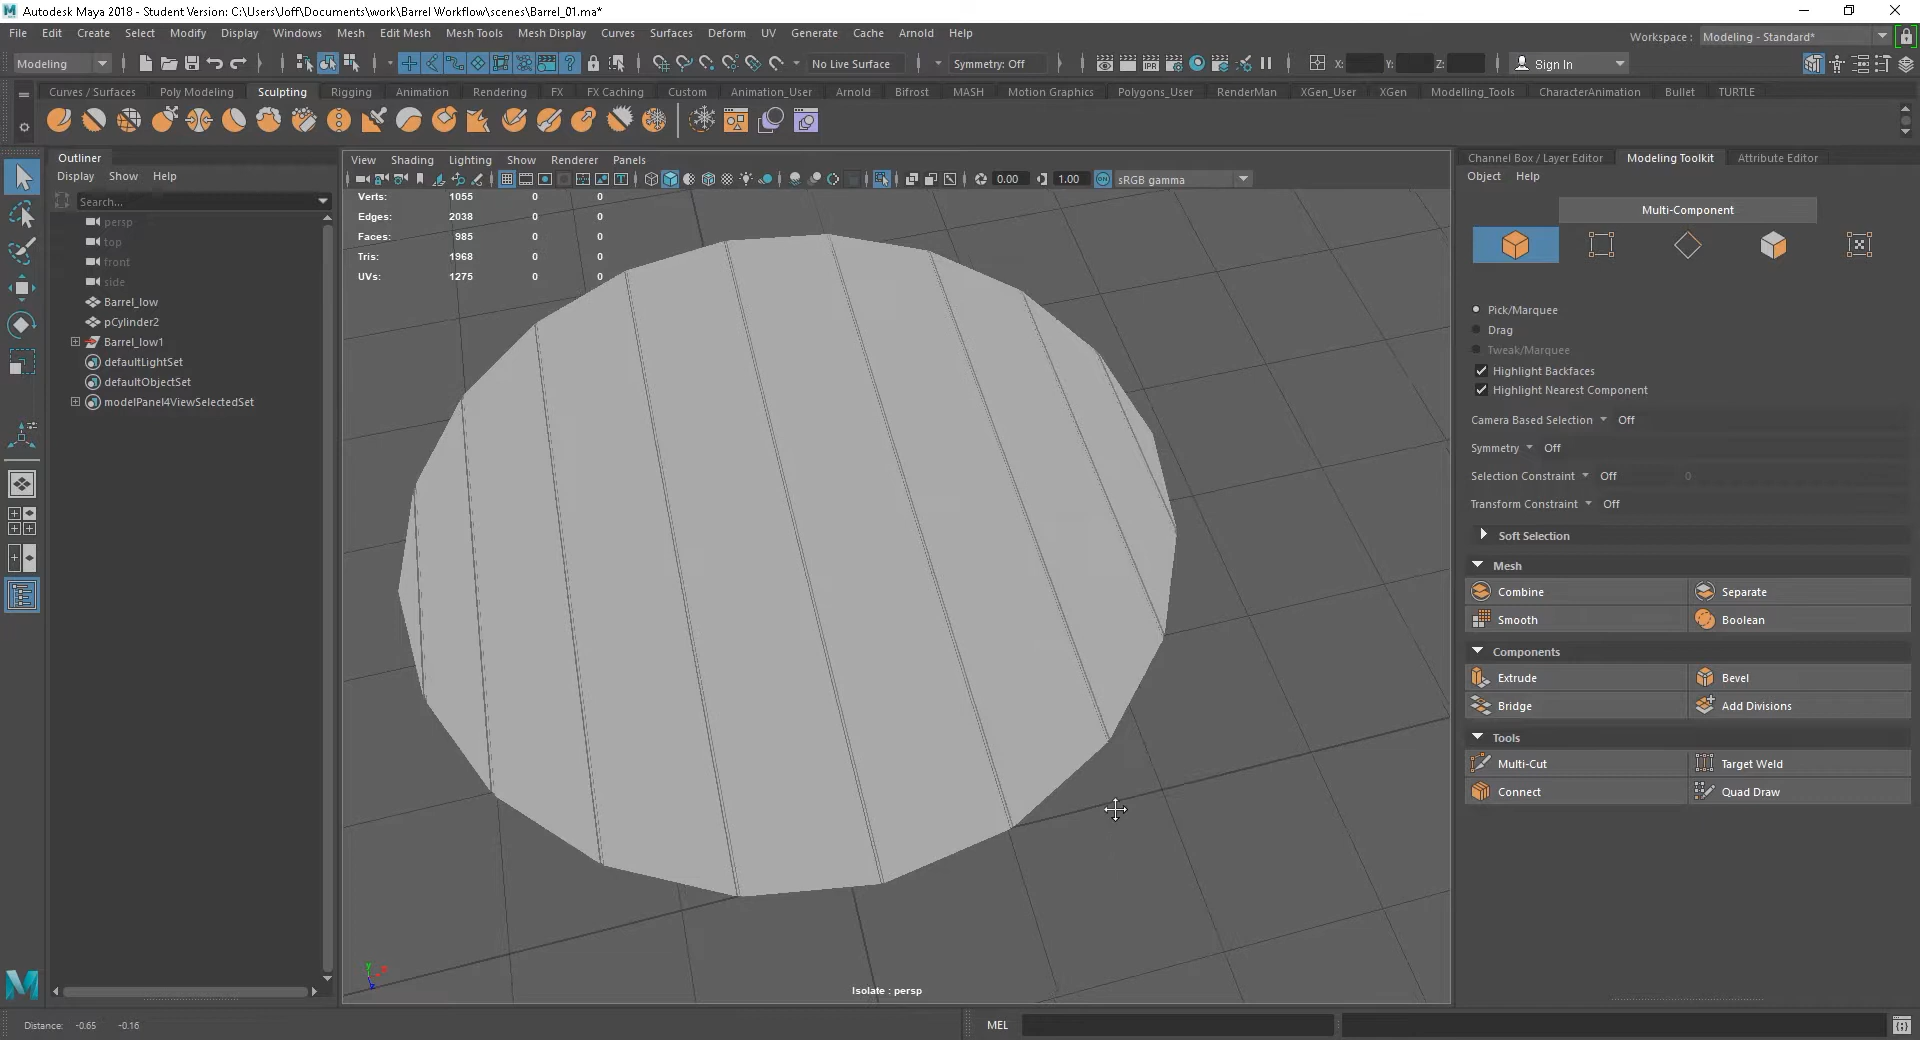 Autodesk Maya 2018 - Student Version: C:\Users\Joff\Documents\work\Barrel Workflow\scenes\Barrel_01.ma*
File Edit Create Select Modify Display Windows Mesh Edit Mesh Mesh Tools Mesh Display Curves Surfaces Deform UV Generate Cache Arnold Help
Workspace : Modeling - Standard*
Modeling No Live Surface Symmetry: Off IPR X: Y: Z: Sign In
Curves / Surfaces Poly Modeling Sculpting Rigging Animation Rendering FX FX Caching Custom Animation_User Arnold Bifrost MASH Motion Graphics Polygons_User RenderMan XGen_User XGen Modelling_Tools CharacterAnimation Bullet TURTLE
Outliner
Display Show Help
Search...
persp
top
front
side
Barrel_low
pCylinder2
Barrel_low1
defaultLightSet
defaultObjectSet
modelPanel4ViewSelectedSet
View Shading Lighting Show Renderer Panels
0.00 1.00 ON sRGB gamma
Verts: 1055 0 0
Edges: 2038 0 0
Faces: 985 0 0
Tris: 1968 0 0
UVs: 1275 0 0
Isolate : persp
Channel Box / Layer Editor Modeling Toolkit Attribute Editor
Object Help
Multi-Component
Pick/Marquee
Drag
Tweak/Marquee
Highlight Backfaces
Highlight Nearest Component
Camera Based Selection Off
Symmetry Off
Selection Constraint Off 0
Transform Constraint Off
Soft Selection
Mesh
Combine Separate
Smooth Boolean
Components
Extrude Bevel
Bridge Add Divisions
Tools
Multi-Cut Target Weld
Connect Quad Draw
Distance: -0.65 -0.16
MEL